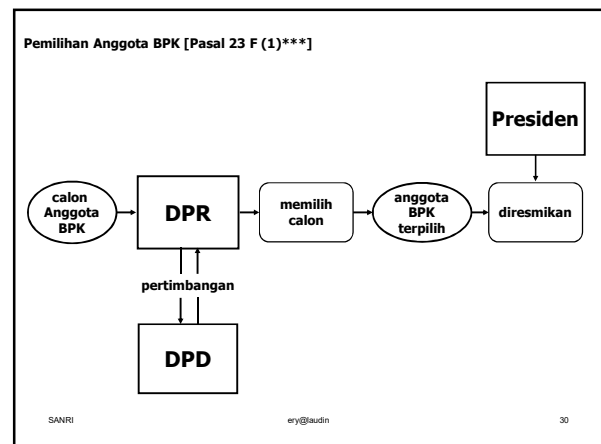 Pemilihan Anggota BPK [Pasal 23 F (1)***]
Presiden
calon
Anggota
BPK
DPR
memilih
calon
anggota
BPK
terpilih
diresmikan
pertimbangan
DPD
SANRI
ery@laudin
30